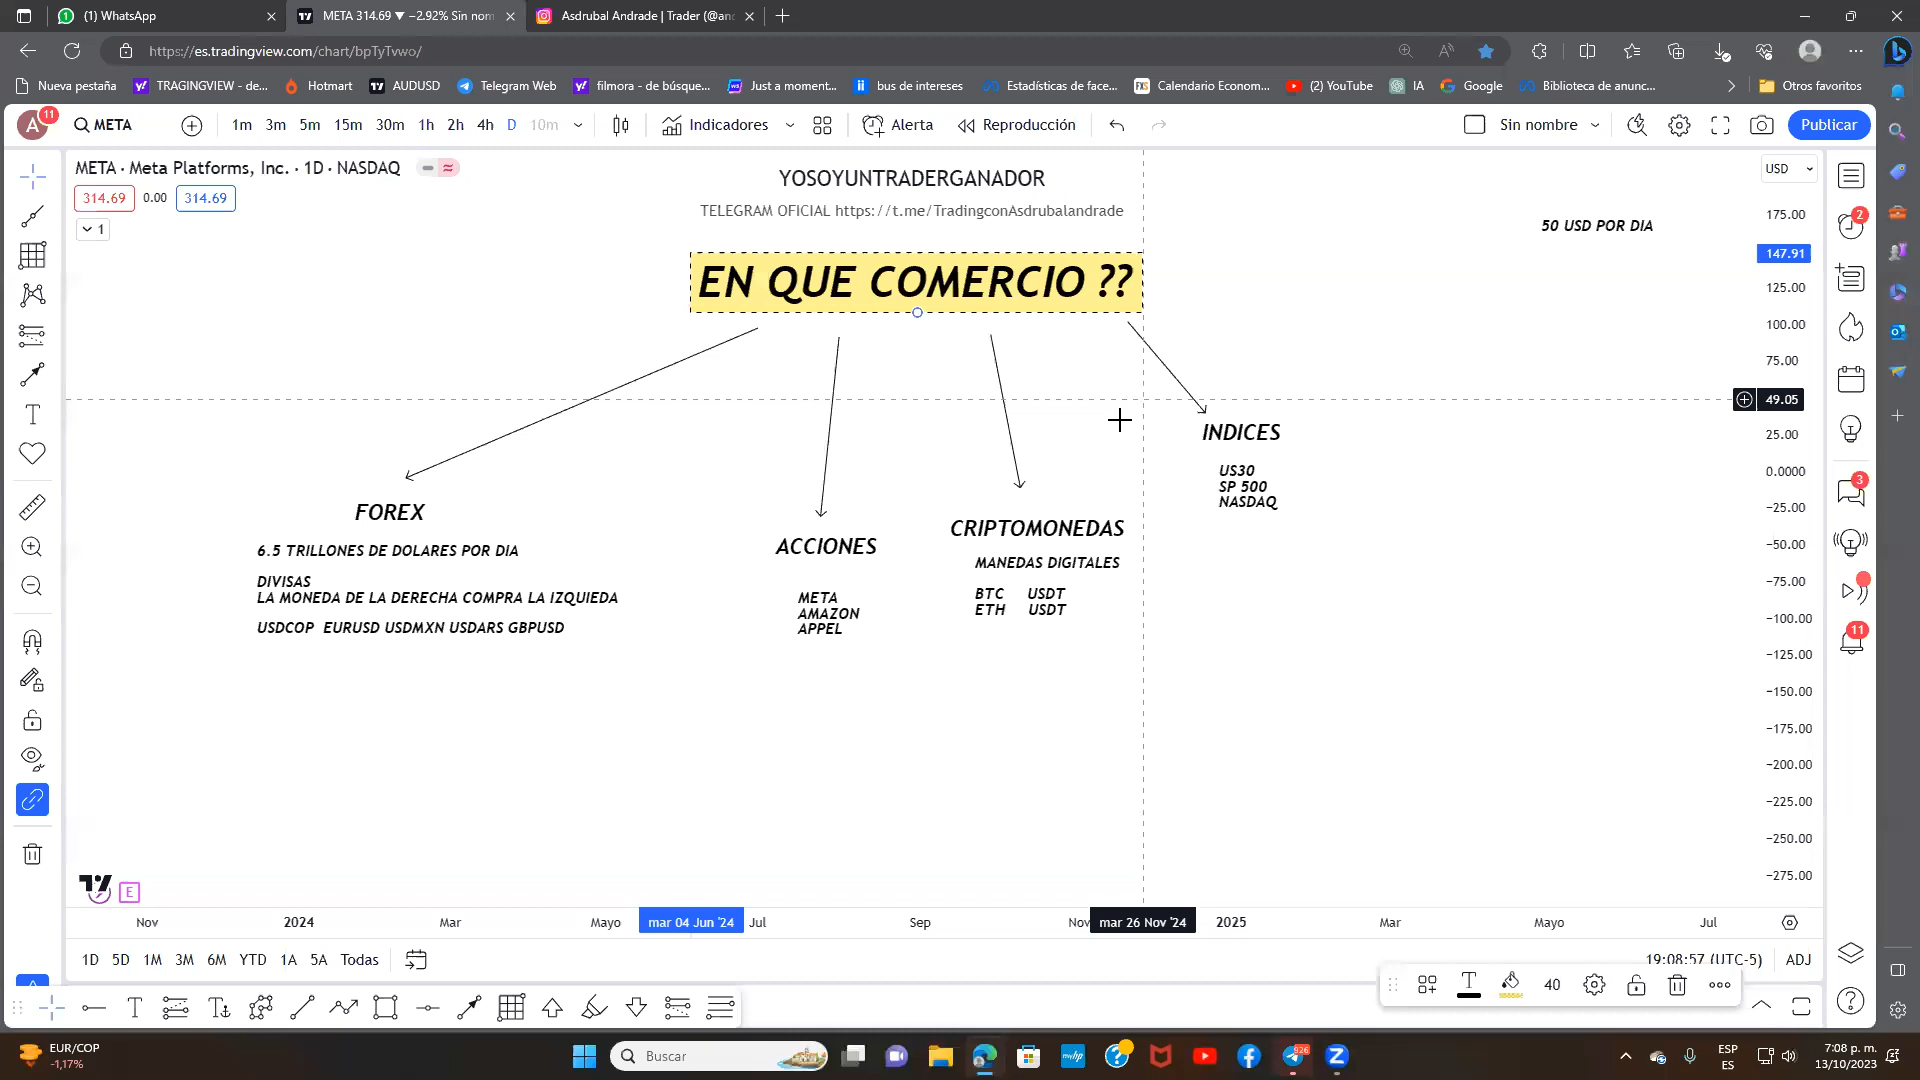 (1) WhatsApp
META 314.69 ▼ −2.92% Sin nom
Asdrubal Andrade | Trader (@and
https://es.tradingview.com/chart/bpTyTvwo/
Nueva pestaña
TRAGINGVIEW - de...
Hotmart
AUDUSD
Telegram Web
filmora - de búsque...
Just a moment...
bus de intereses
Estadísticas de face...
Calendario Econom...
(2) YouTube
IA
Google
Biblioteca de anunc...
Otros favoritos
A 11
META
1m 3m 5m 15m 30m 1h 2h 4h D 10m
Indicadores
Alerta
Reproducción
Sin nombre
Publicar
META · Meta Platforms, Inc. · 1D · NASDAQ
314.69 0.00 314.69
1
YOSOYUNTRADERGANADOR
TELEGRAM OFICIAL https://t.me/TradingconAsdrubalandrade
50 USD POR DIA
EN QUE COMERCIO ??
FOREX
6.5 TRILLONES DE DOLARES POR DIA
DIVISAS
LA MONEDA DE LA DERECHA COMPRA LA IZQUIEDA
USDCOP EURUSD USDMXN USDARS GBPUSD
ACCIONES
META
AMAZON
APPEL
CRIPTOMONEDAS
MANEDAS DIGITALES
BTC USDT
ETH USDT
INDICES
US30
SP 500
NASDAQ
USD
175.00
147.91
125.00
100.00
75.00
49.05
25.00
0.0000
−25.00
−50.00
−75.00
−100.00
−125.00
−150.00
−175.00
−200.00
−225.00
−250.00
−275.00
2
3
11
E
Nov 2024 Mar Mayo mar 04 Jun '24 Jul Sep Nov mar 26 Nov '24 2025 Mar Mayo Jul
1D 5D 1M 3M 6M YTD 1A 5A Todas
19:08:57 (UTC-5) ADJ
40
EUR/COP
-1,17%
Buscar
926
ESP
ES
7:08 p. m.
13/10/2023